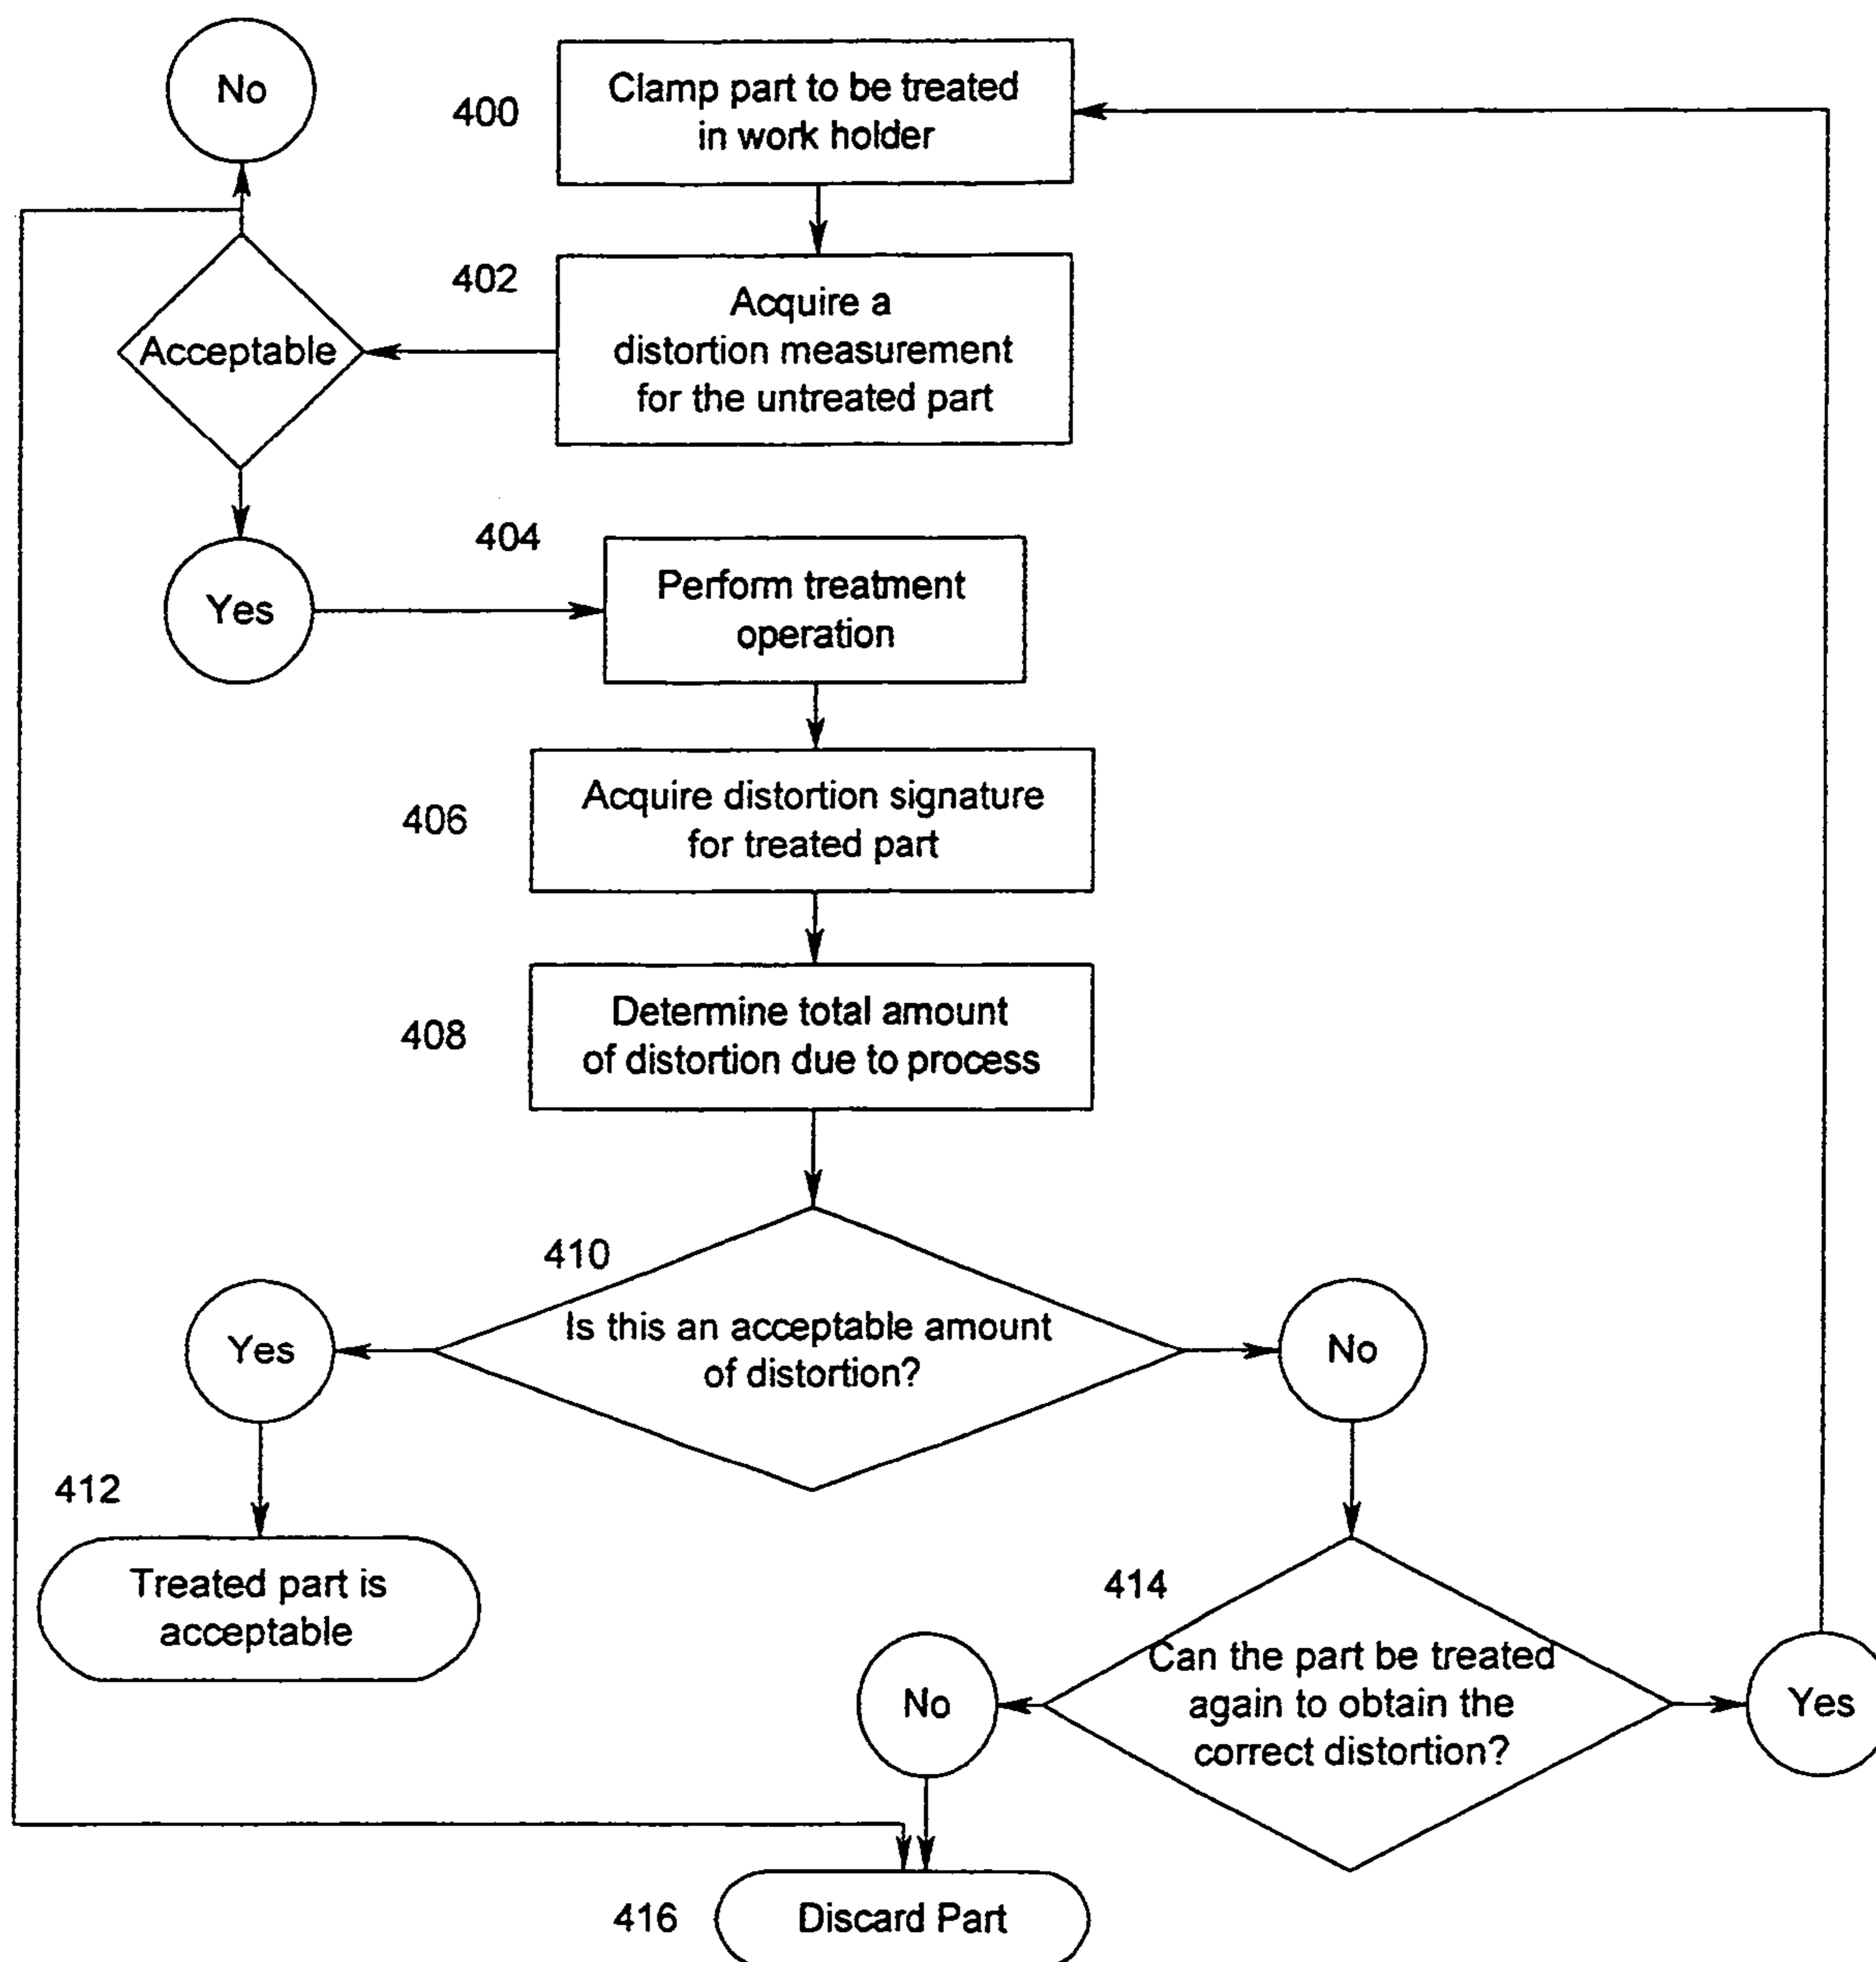 No
400
Clamp part to be treated
in work holder
402
Acquire a
distortion measurement
for the untreated part
Acceptable
404
Yes
Perform treatment
operation
406
Acquire distortion signature
for treated part
408
Determine total amount
of distortion due to process
410
Yes
Is this an acceptable amount
of distortion?
No
412
Treated part is
acceptable
414
No
Can the part be treated
again to obtain the
correct distortion?
Yes
416
Discard Part